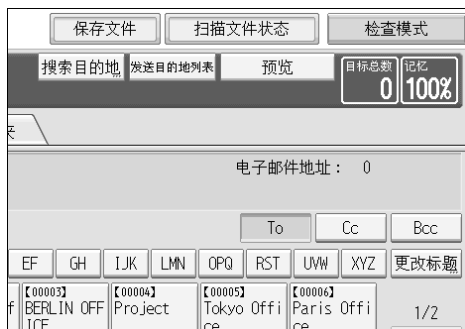 保存文件 扫描文件状态 检查模式
搜索目的地 发送目的地列表 预览 目标总数 0 记忆 100%
电子邮件地址： 0
To Cc Bcc
EF GH IJK LMN OPQ RST UVW XYZ 更改标题
【00003】 【00004】 【00005】 【00006】
BERLIN OFF Project Tokyo Offi Paris Offi 1/2
ICE ce ce